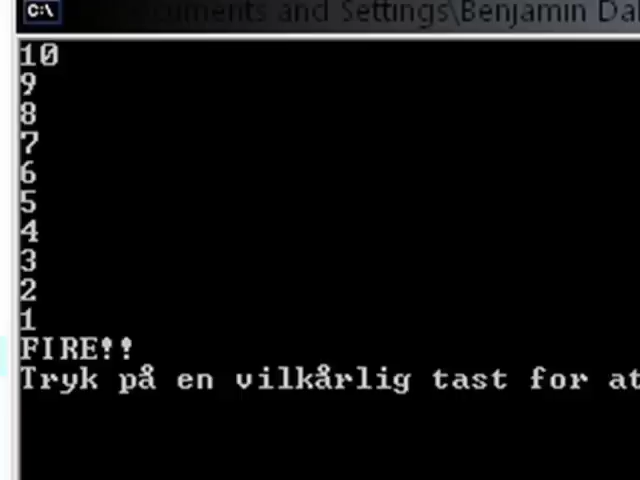 C:\
uments and Settings\Benjamin Da
10
9
8
7
6
5
4
3
2
1
FIRE!!
Tryk på en vilkårlig tast for at